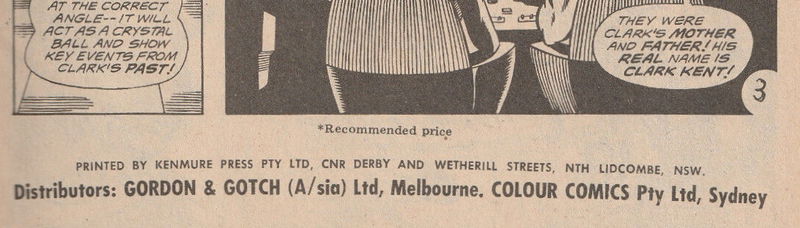 AT THE CORRECT
ANGLE--IT WILL
ACT AS A CRYSTAL
BALL AND SHOW
KEY EVENTS FROM
CLARK'S PAST!
THEY WERE
CLARK'S MOTHER
AND FATHER! HIS
REAL NAME IS
CLARK KENT!
3
*Recommended price
PRINTED BY KENMURE PRESS PTY LTD, CNR DERBY AND WETHERILL STREETS, NTH LIDCOMBE, NSW.
Distributors: GORDON & GOTCH (A/sia) Ltd, Melbourne. COLOUR COMICS Pty Ltd, Sydney